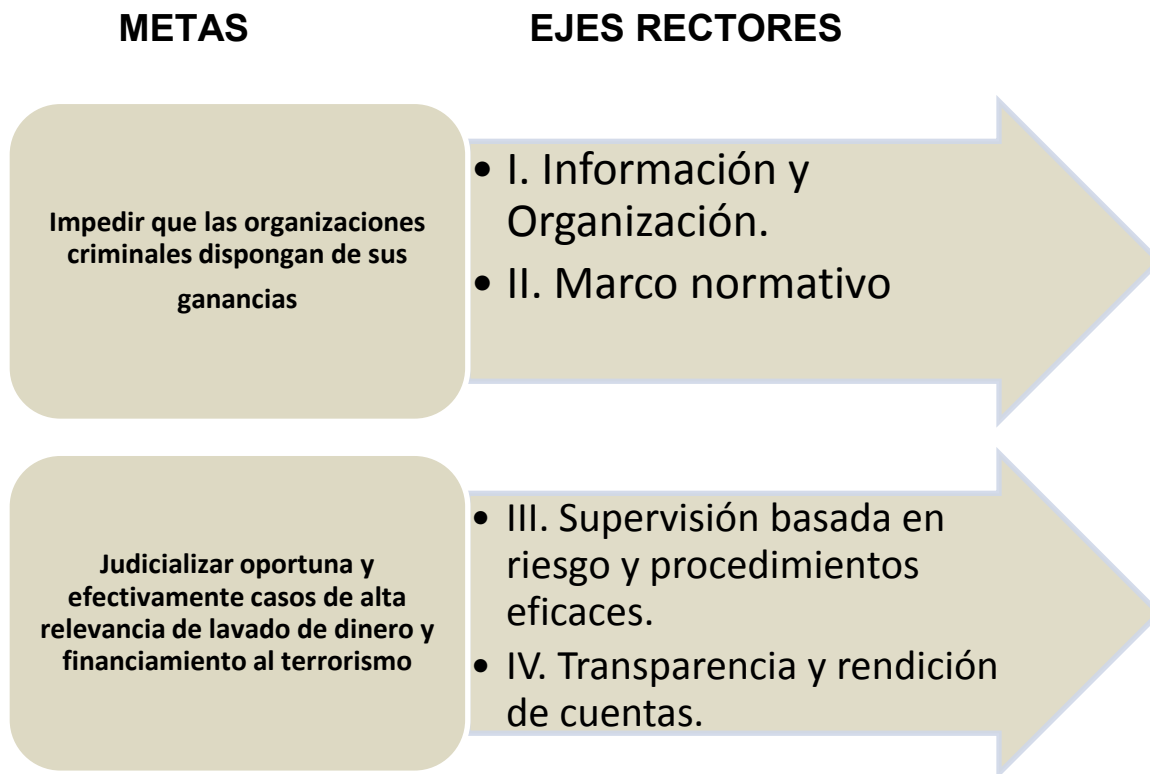 METAS EJES RECTORES
Impedir que las organizaciones
criminales dispongan de sus
ganancias
• I. Información y
Organización.
• II. Marco normativo
Judicializar oportuna y
efectivamente casos de alta
relevancia de lavado de dinero y
financiamiento al terrorismo
• III. Supervisión basada en
riesgo y procedimientos
eficaces.
• IV. Transparencia y rendición
de cuentas.